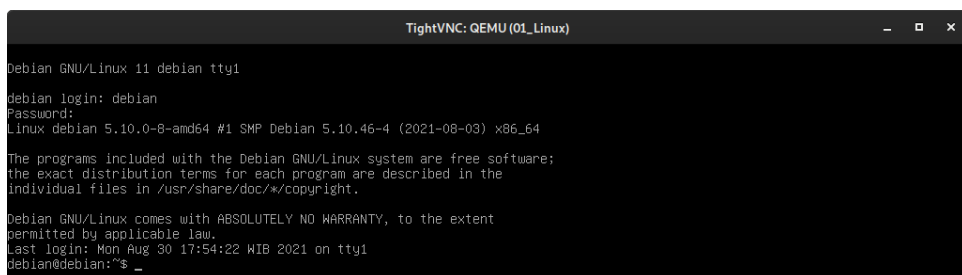 TightVNC: QEMU (01_Linux)
Debian GNU/Linux 11 debian tty1
debian login: debian
Password:
Linux debian 5.10.0-8-amd64 #1 SMP Debian 5.10.46-4 (2021-08-03) x86_64
The programs included with the Debian GNU/Linux system are free software;
the exact distribution terms for each program are described in the
individual files in /usr/share/doc/*/copyright.
Debian GNU/Linux comes with ABSOLUTELY NO WARRANTY, to the extent
permitted by applicable law.
Last login: Mon Aug 30 17:54:22 WIB 2021 on tty1
debian@debian:~$ _